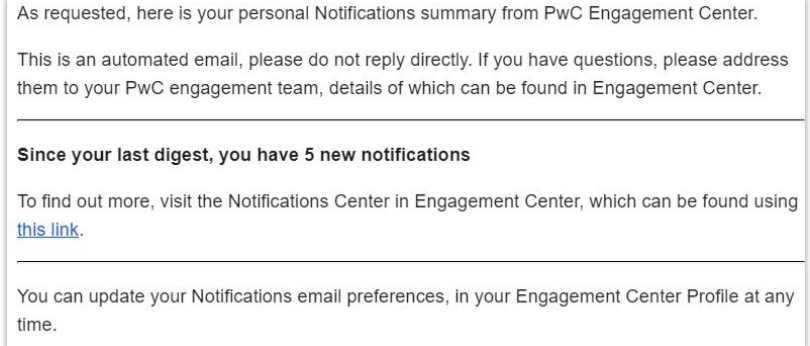 As requested, here is your personal Notifications summary from PwC Engagement Center.
This is an automated email, please do not reply directly. If you have questions, please address
them to your PwC engagement team, details of which can be found in Engagement Center.
Since your last digest, you have 5 new notifications
To find out more, visit the Notifications Center in Engagement Center, which can be found using
this link.
You can update your Notifications email preferences, in your Engagement Center Profile at any
time.